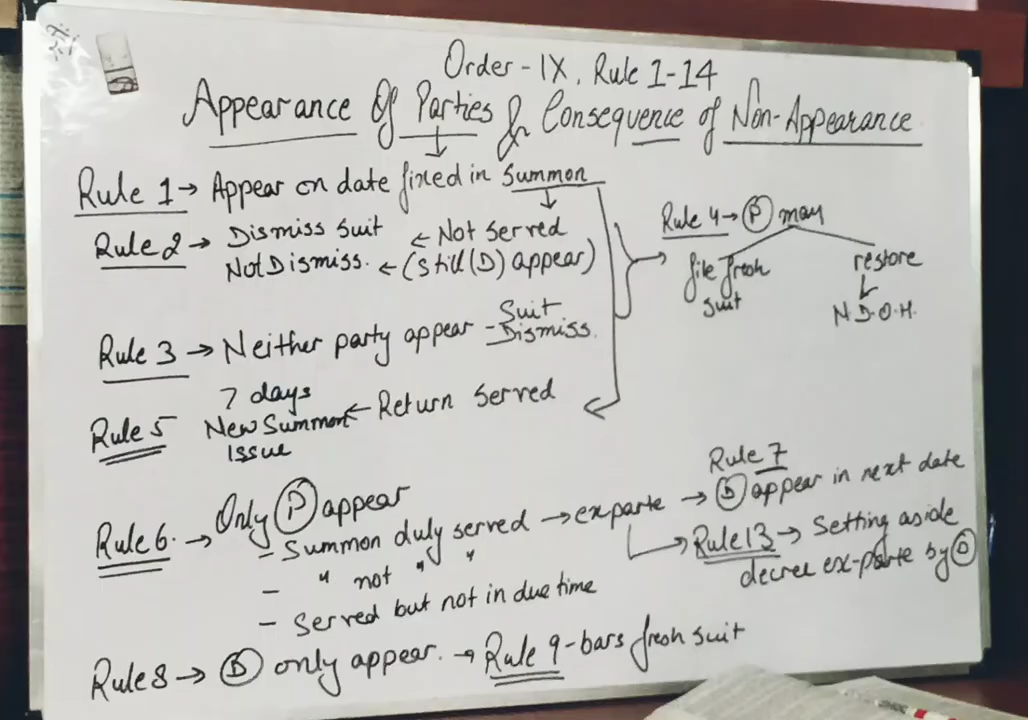 Order - IX, Rule 1-14
Appearance Of Parties & Consequence of Non-Appearance
Rule 1 → Appear on date fixed in Summon
Rule 2 → Dismiss suit ← Not Served
Not Dismiss. ← (Still (D) appear)
Rule 4 → (P) may
file fresh suit
restore
N.D.O.H.
Rule 3 → Neither party appear - Suit Dismiss.
7 days
Rule 5 New Summon ← Return Served
Issue
Rule 6. → Only (P) appear
- Summon duly served → exparte → (D) appear in next date
Rule 7
- " not " "
→ Rule 13 → Setting aside
decree ex-parte by (D)
- Served but not in due time
Rule 8 → (D) only appear. → Rule 9 - bars fresh suit